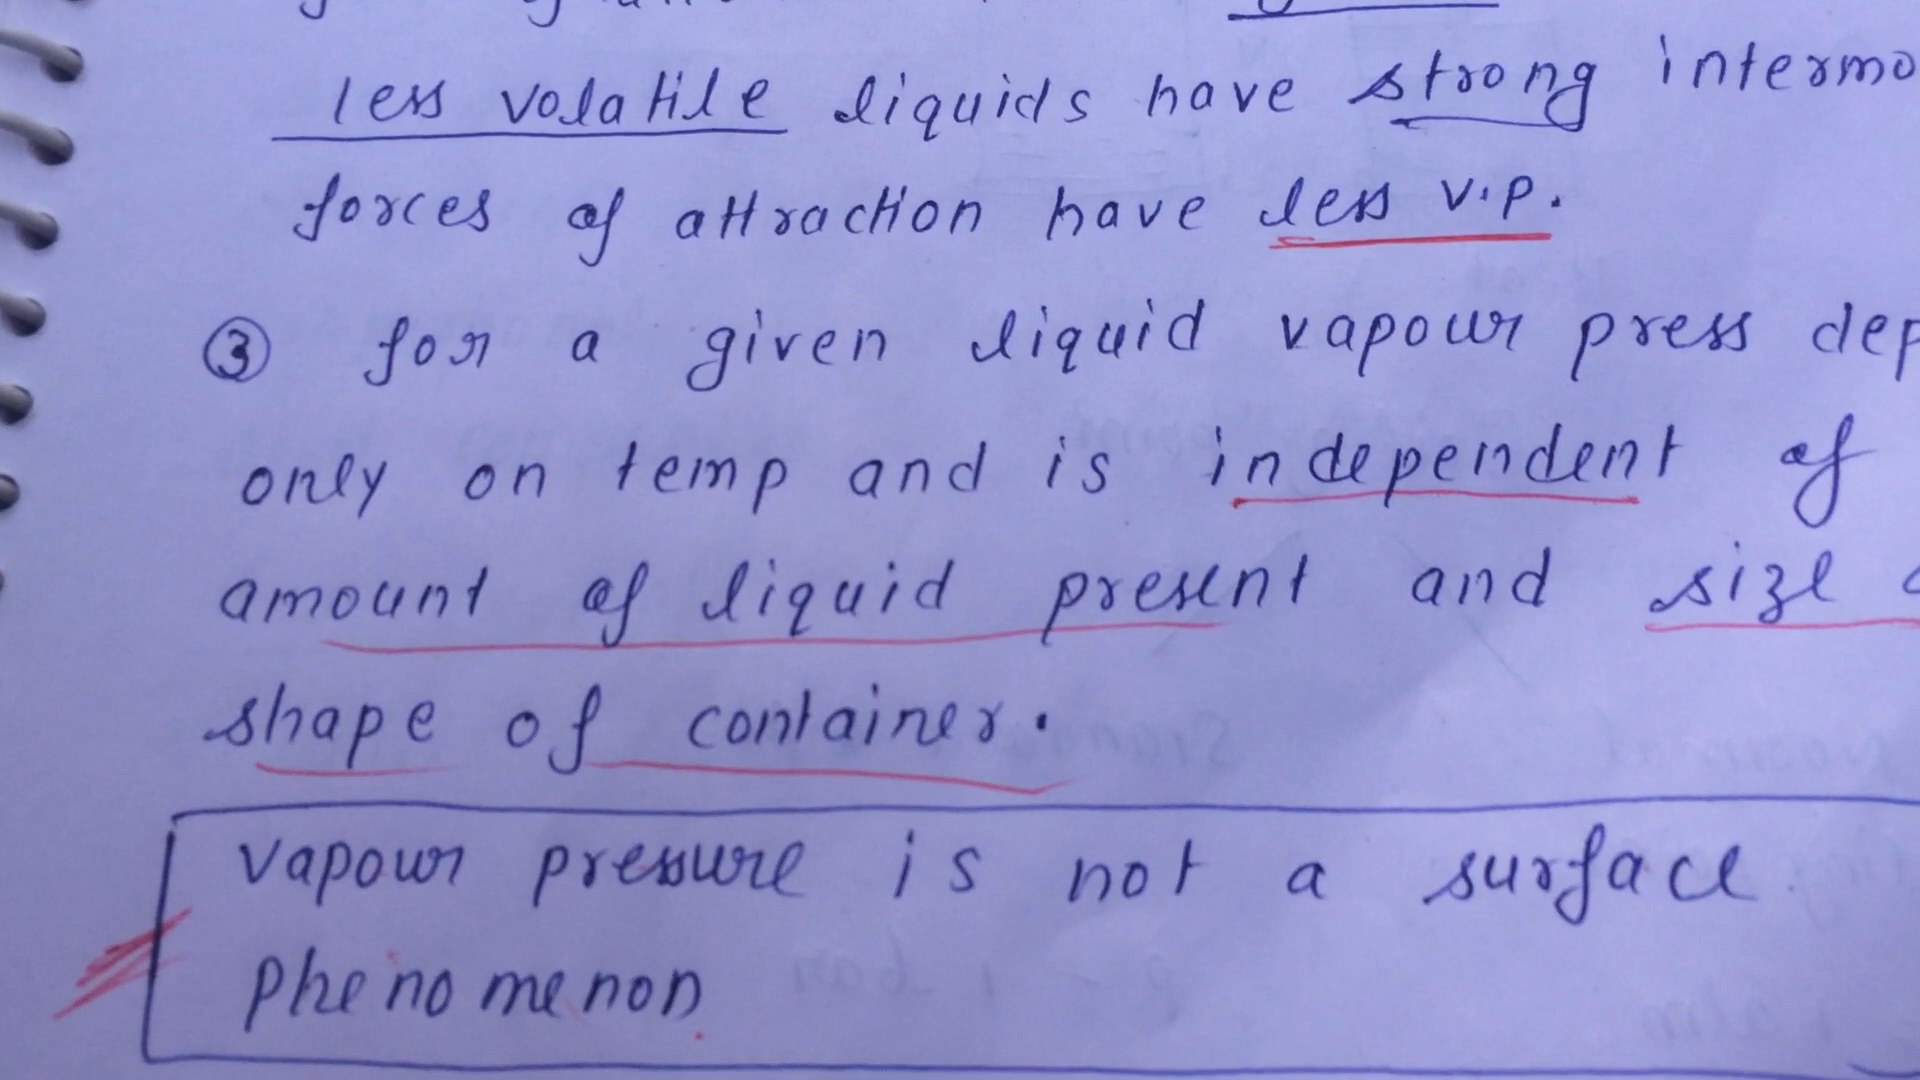 less volatile liquids have strong intermo
forces of attraction have less v.p.
③ for a given liquid vapour press dep
only on temp and is independent of
amount of liquid present and size
shape of container.
vapour pressure is not a surface
phenomenon